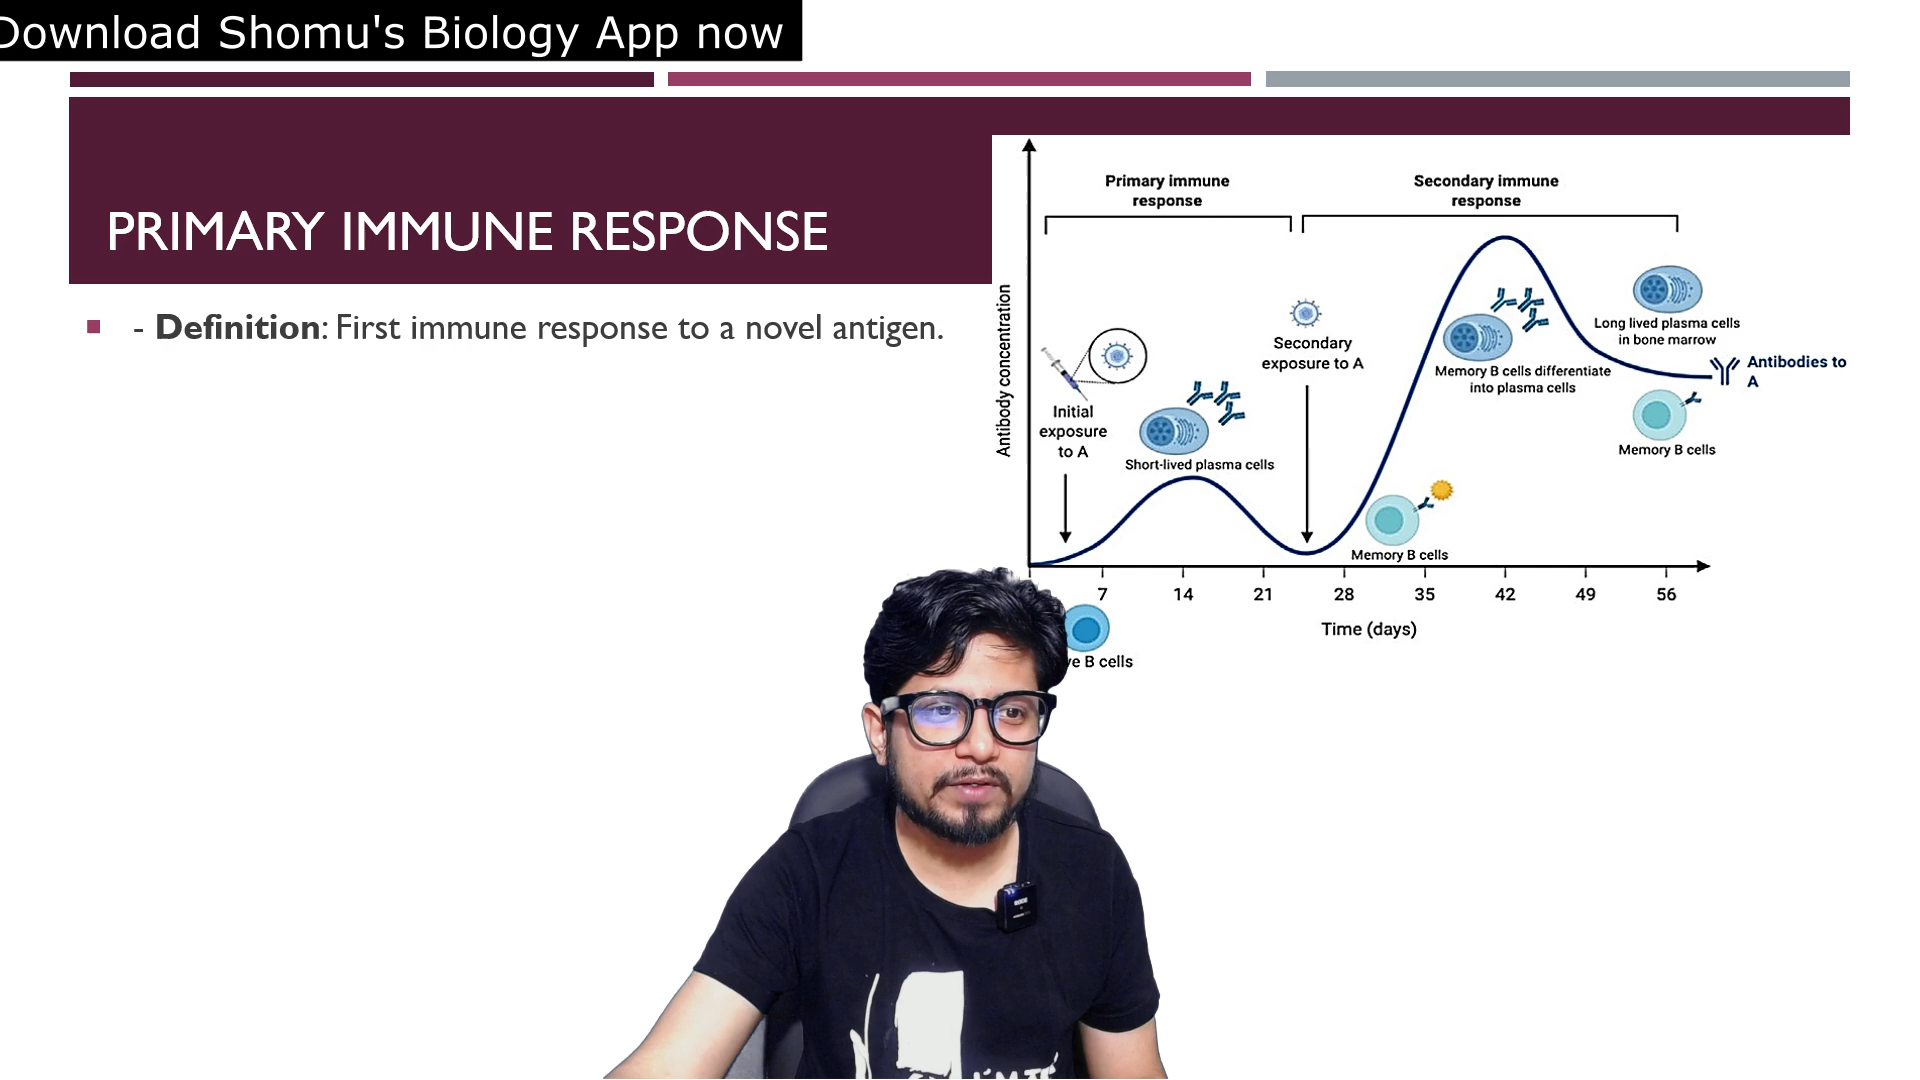 Download Shomu's Biology App now
PRIMARY IMMUNE RESPONSE
- Definition: First immune response to a novel antigen.
Primary immune
response
Secondary immune
response
Antibody concentration
Initial
exposure
to A
Short-lived plasma cells
Secondary
exposure to A
Memory B cells differentiate
into plasma cells
Long lived plasma cells
in bone marrow
Antibodies to
A
Memory B cells
Memory B cells
7 14 21 28 35 42 49 56
Time (days)
B cells
RODE